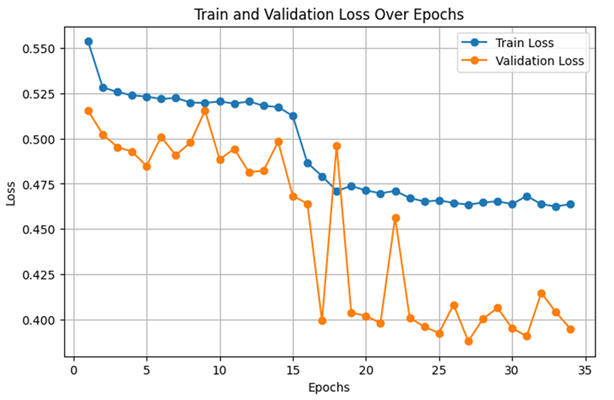 Train and Validation Loss Over Epochs
Train Loss
Validation Loss
Loss
0.550
0.525
0.500
0.475
0.450
0.425
0.400
0 5 10 15 20 25 30 35
Epochs